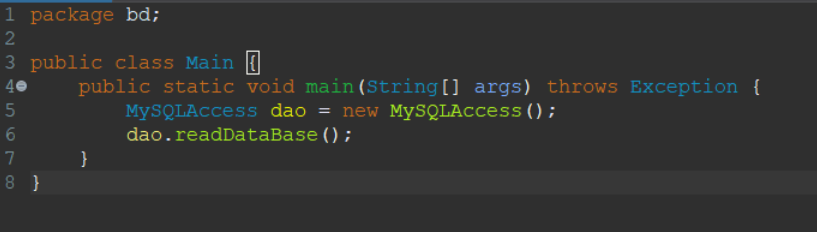 1 package bd;
2
3 public class Main {
4 public static void main(String[] args) throws Exception {
5 MySQLAccess dao = new MySQLAccess();
6 dao.readDataBase();
7 }
8 }